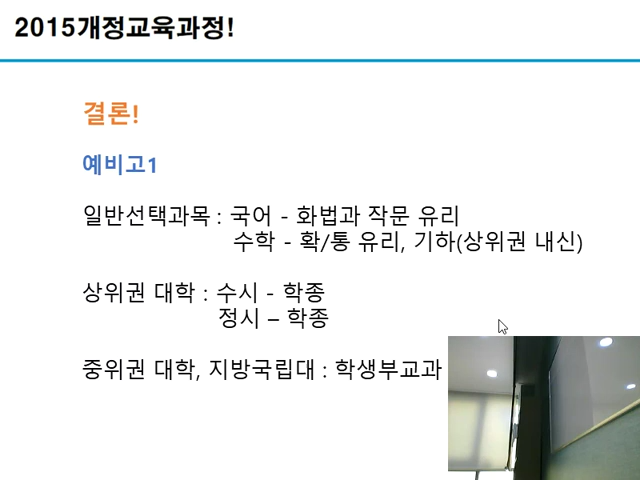 2015개정교육과정!
결론!
예비고1
일반선택과목 : 국어 - 화법과 작문 유리
수학 - 확/통 유리, 기하(상위권 내신)
상위권 대학 : 수시 - 학종
정시 – 학종
중위권 대학, 지방국립대 : 학생부교과